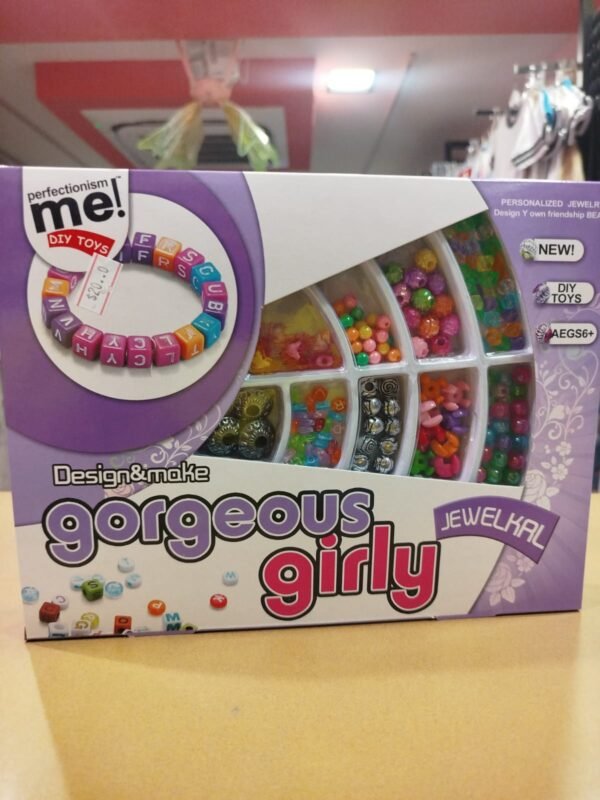 perfectionism
me!
DIY TOYS
$20..0
PERSONALIZED JEWELR
Design Y own friendship BEA
NEW!
DIY
TOYS
AEGS6+
Design&make
gorgeous
girly
JEWELKAL